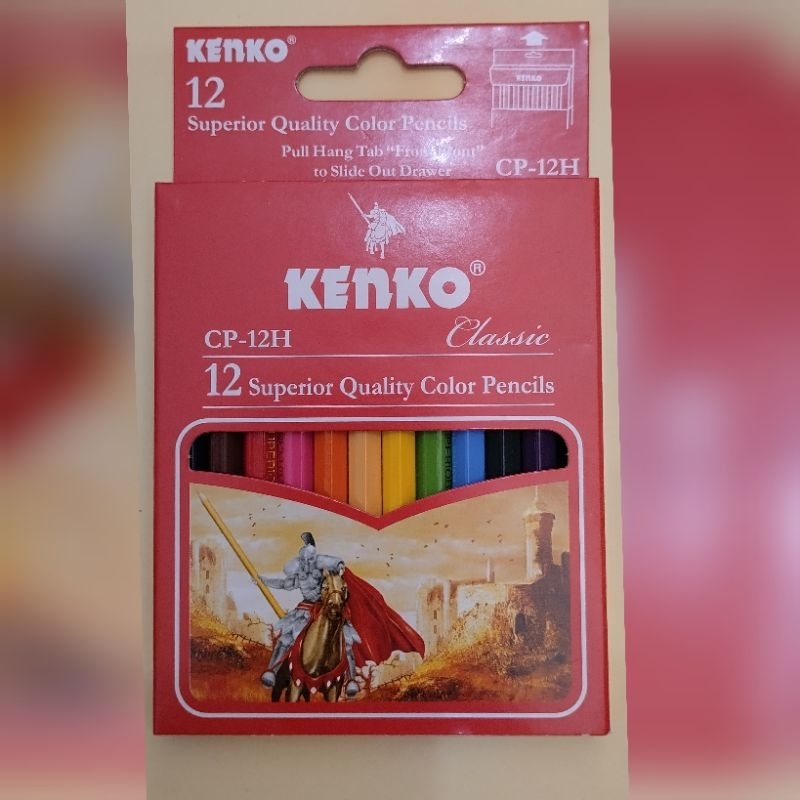 KENKO®
12
Superior Quality Color Pencils
Pull Hang Tab "From Front"
to Slide Out Drawer
KENKO
CP-12H
KENKO®
CP-12H
Classic
12 Superior Quality Color Pencils